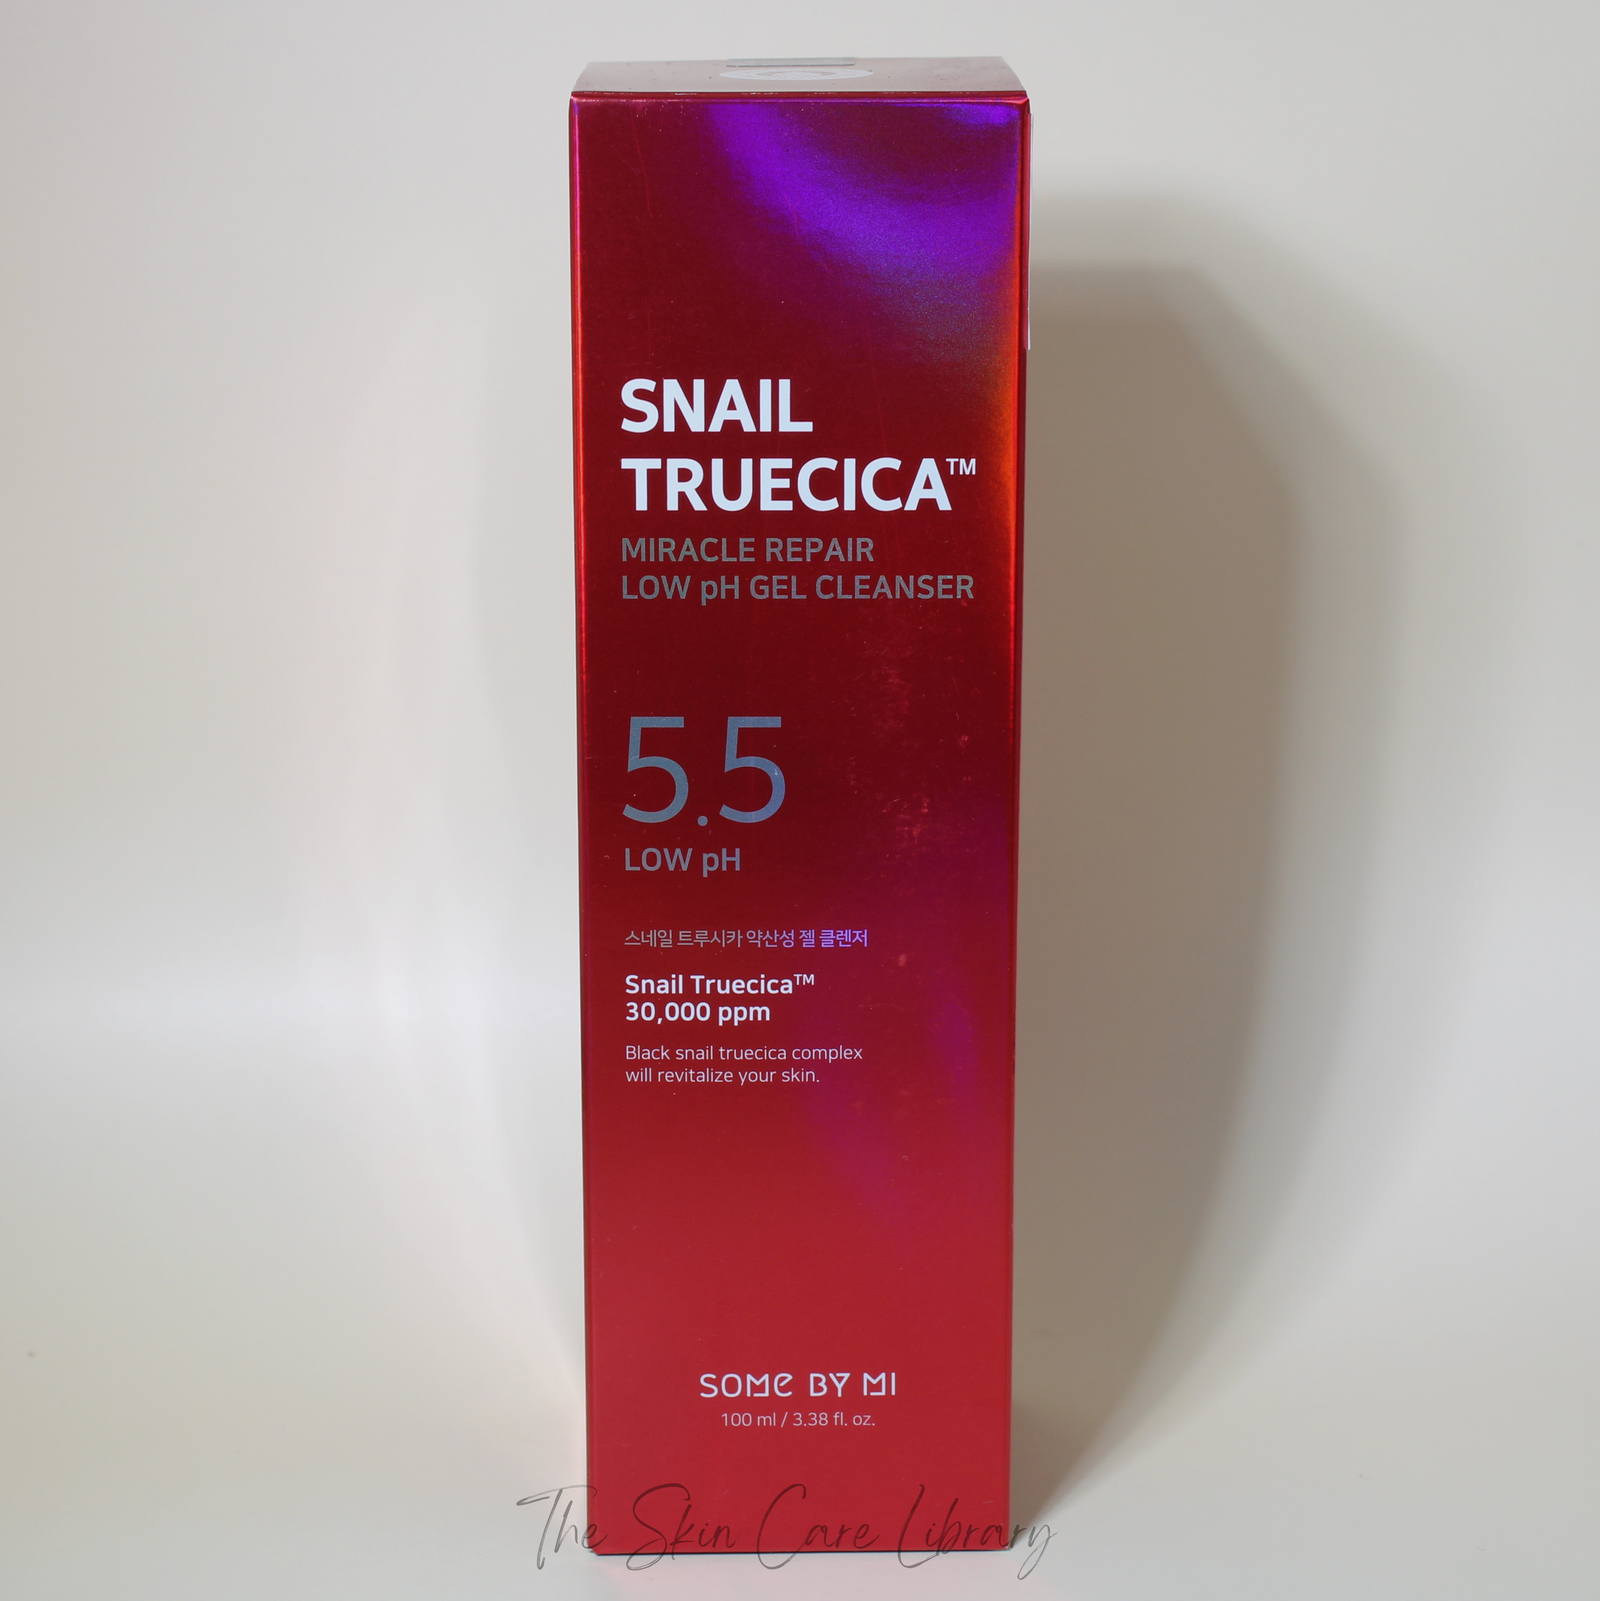 SNAIL
TRUECICA™
MIRACLE REPAIR
LOW pH GEL CLEANSER
5.5
LOW pH
스네일 트루시카 약산성 젤 클렌저
Snail Truecica™
30,000 ppm
Black snail truecica complex
will revitalize your skin.
SOME BY MI
100 ml / 3.38 fl. oz.
The Skin Care Library